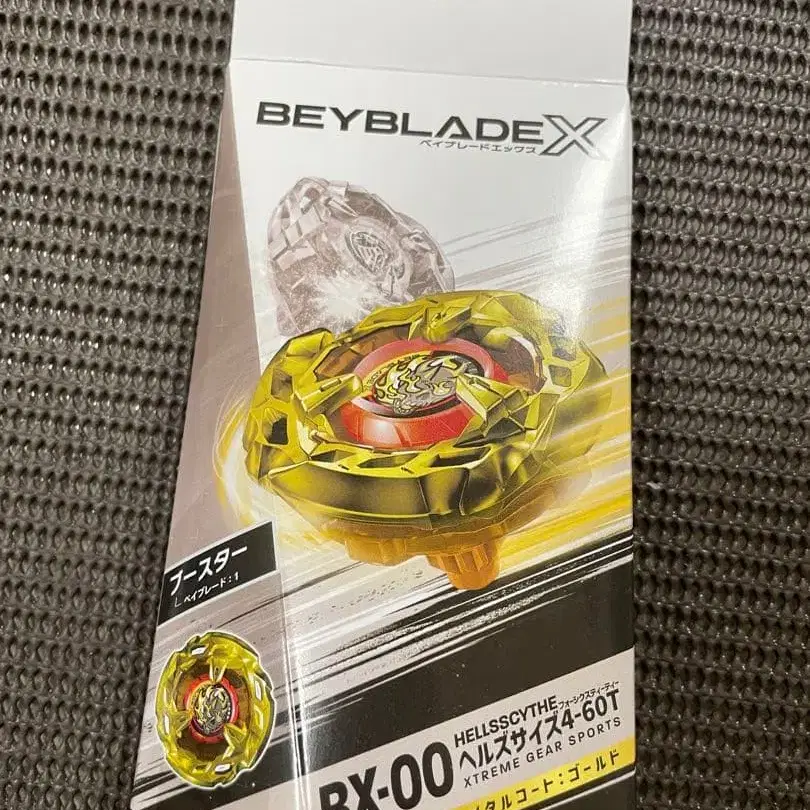 BEYBLADE X
ベイブレードエックス
ブースター
ベイブレード：1
BX-00
HELLSSCYTHE
フォーシクスティーティー
ヘルズサイズ4-60T
XTREME GEAR SPORTS
タルコート：ゴールド